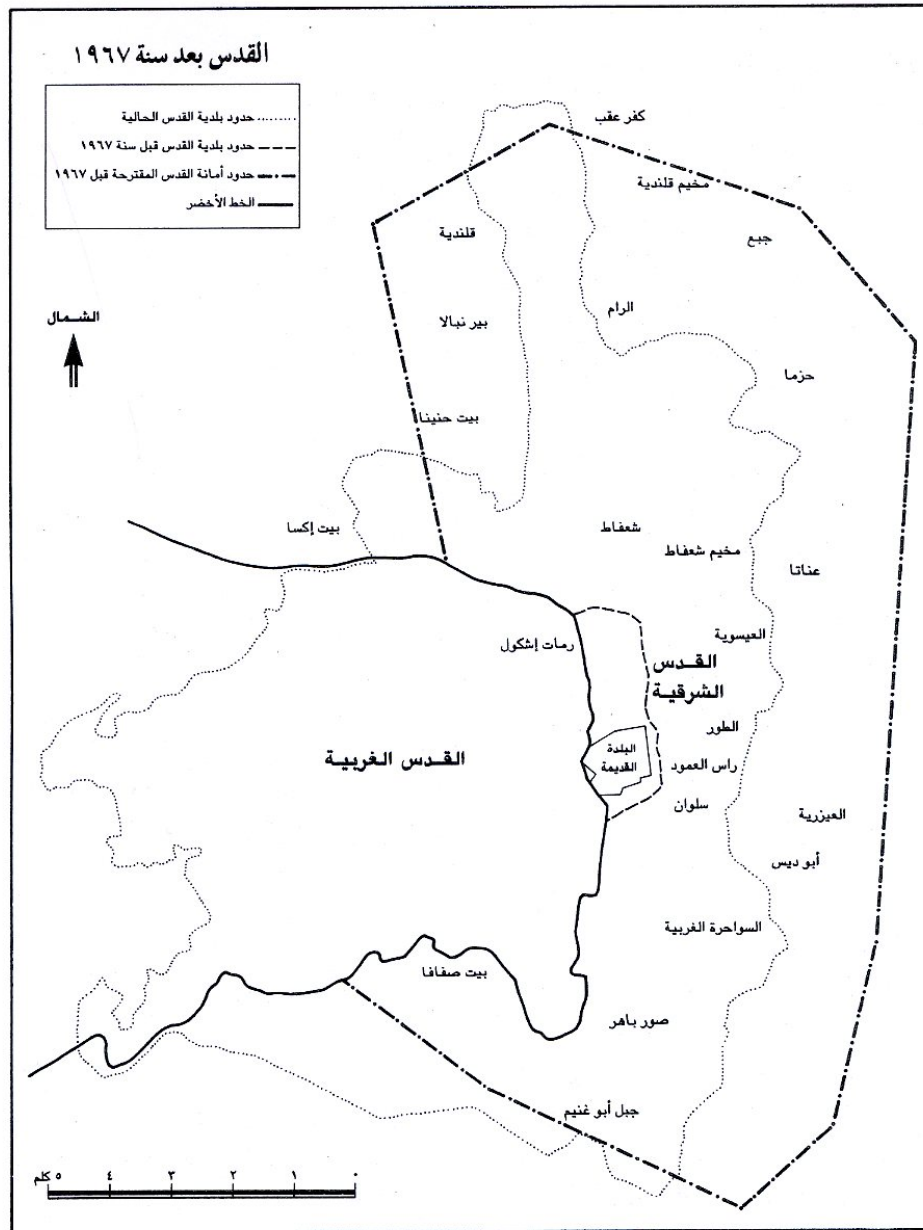 القدس بعد سنة ١٩٦٧
حدود بلدية القدس الحالية
حدود بلدية القدس قبل سنة ١٩٦٧
حدود أمانة القدس المقترحة قبل ١٩٦٧
الخط الأخضر
الشمال
كفر عقب
مخيم قلندية
جبع
قلندية
الرام
بير نبالا
حزما
بيت حنينا
بيت إكسا
شعفاط
مخيم شعفاط
عناتا
العيسوية
رمات إشكول
القدس
الشرقية
الطور
البلدة
القديمة
القدس الغربية
راس العمود
سلوان
العيزرية
أبو ديس
السواحرة الغربية
بيت صفافا
صور باهر
جبل أبو غنيم
٠ ١ ٢ ٣ ٤ ٥ كلم